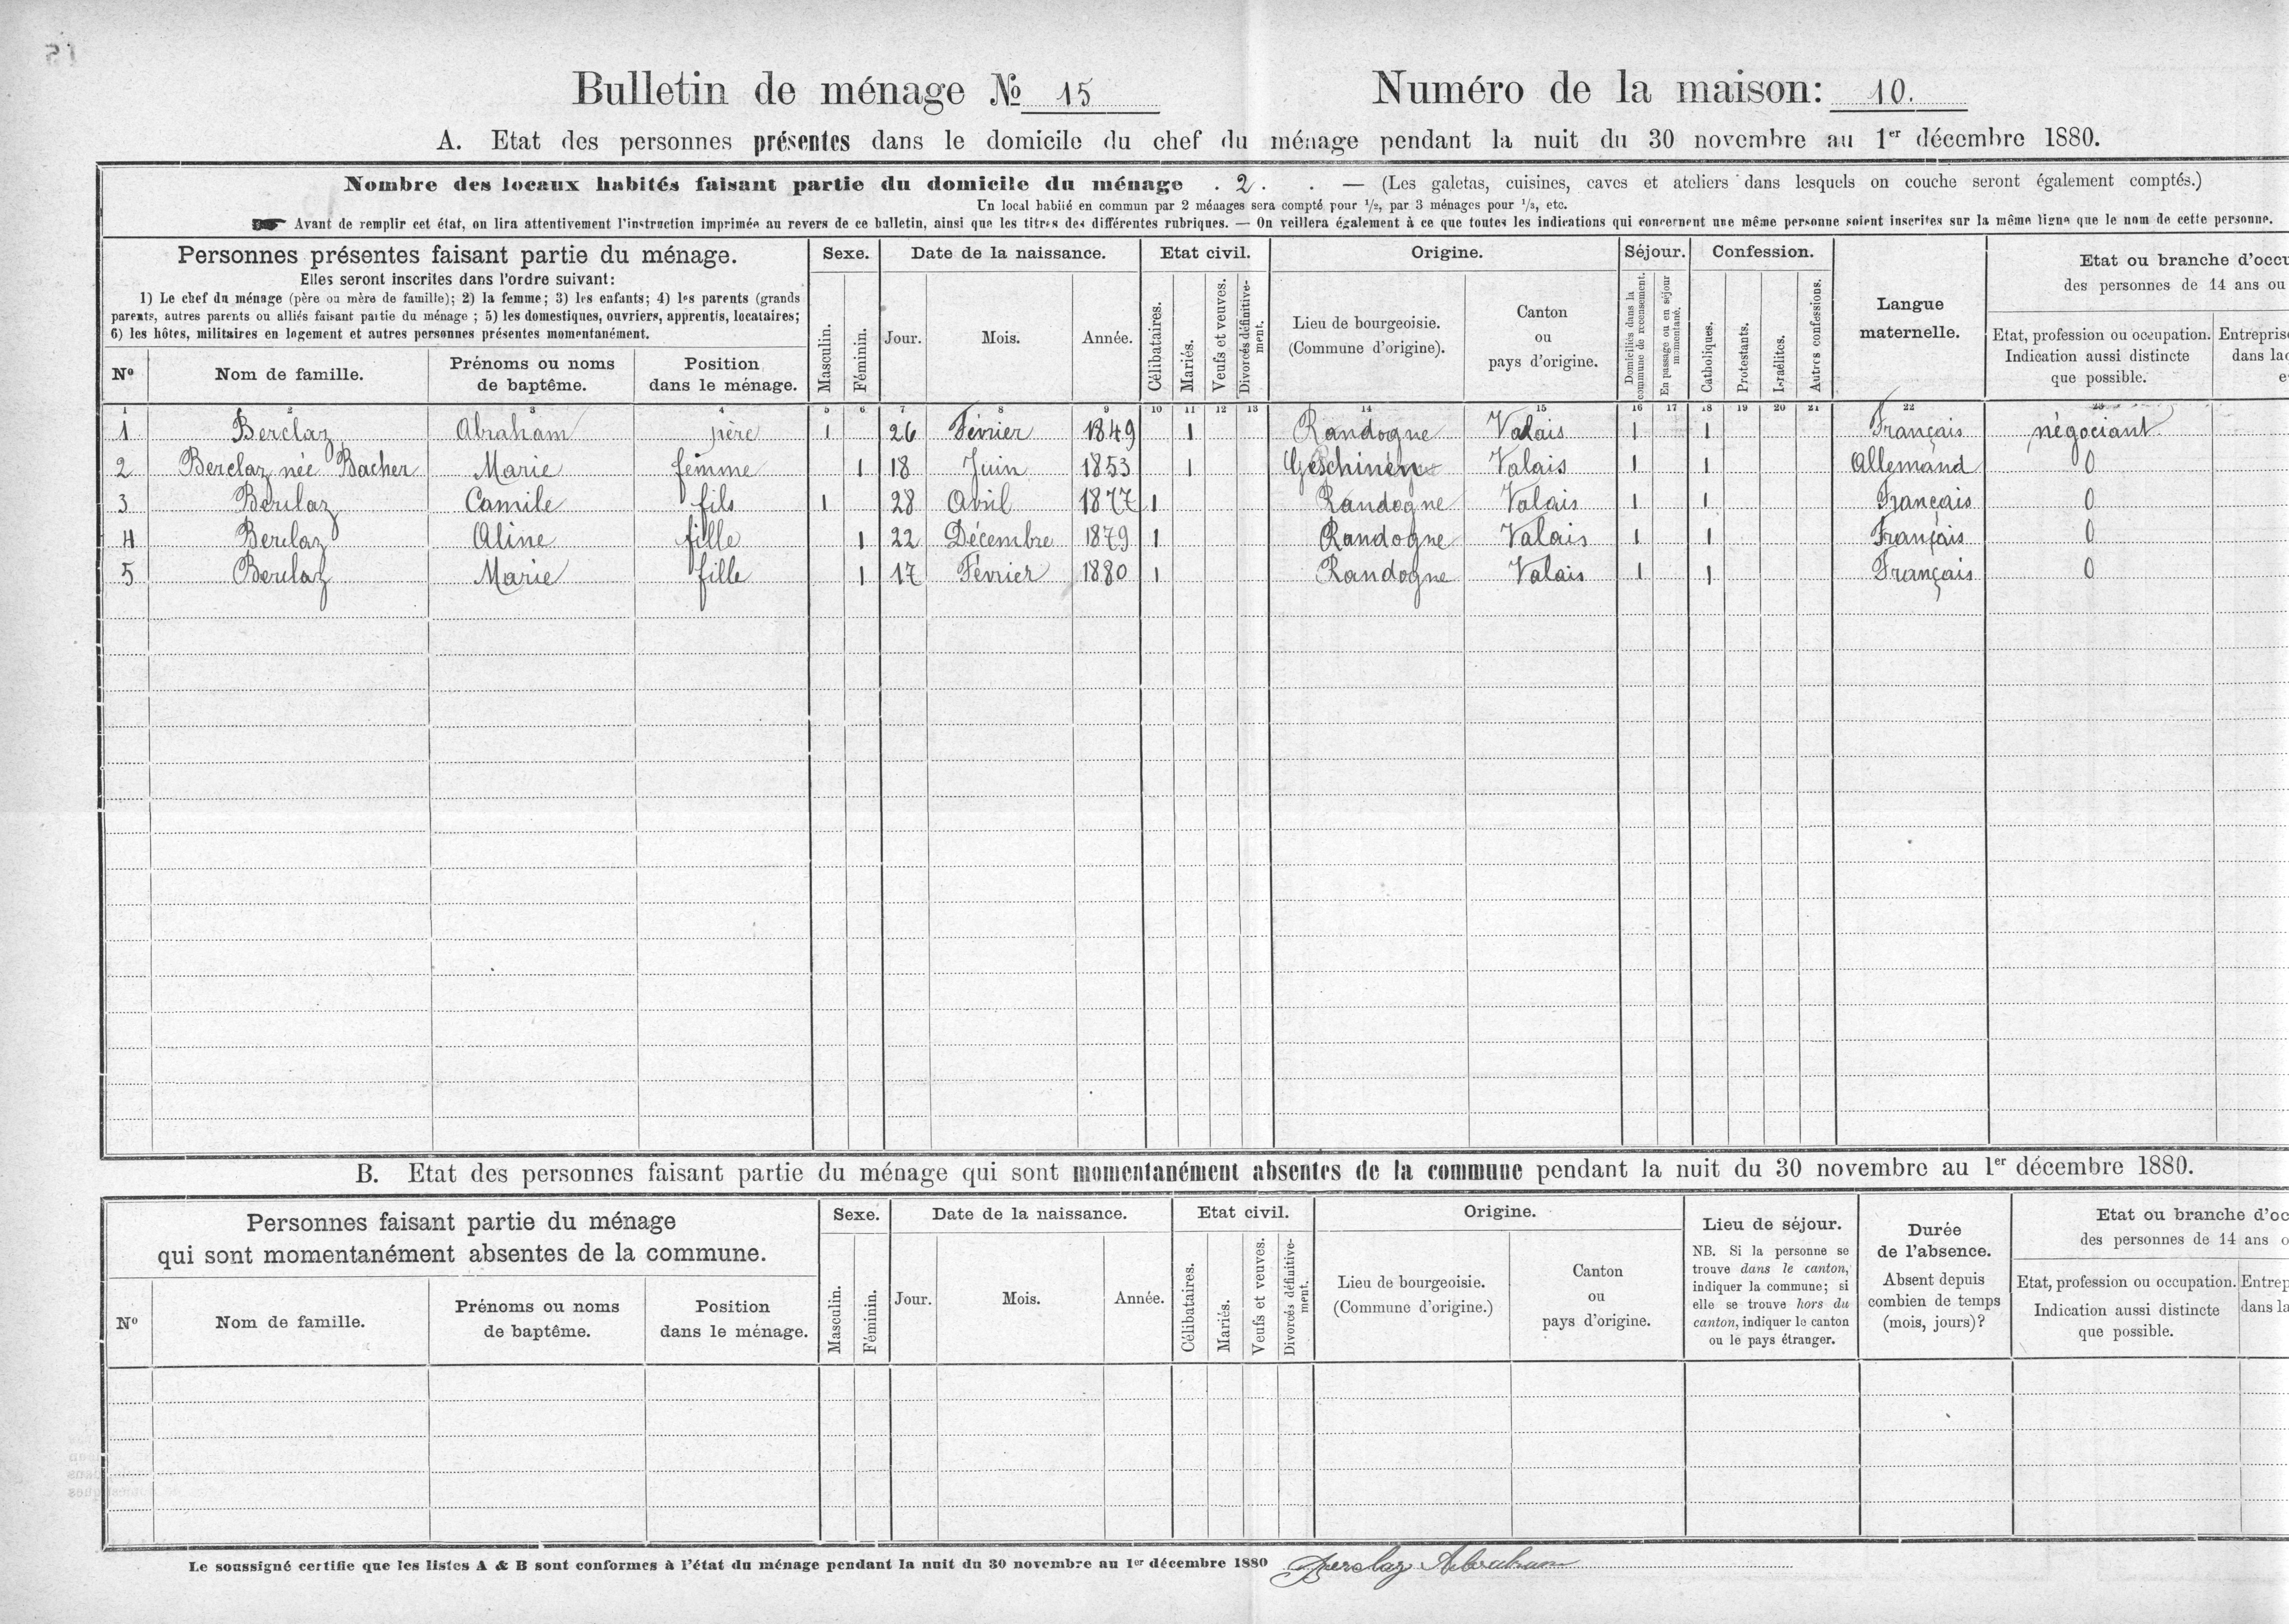 Bulletin de ménage № 15 Numéro de la maison: 10.
A. Etat des personnes présentes dans le domicile du chef du ménage pendant la nuit du 30 novembre au 1er décembre 1880.
Nombre des locaux habités faisant partie du domicile du ménage . 2 . . — (Les galetas, cuisines, caves et ateliers dans lesquels on couche seront également comptés.)
Un local habité en commun par 2 ménages sera compté pour 1/2, par 3 ménages pour 1/3, etc.
Avant de remplir cet état, on lira attentivement l'instruction imprimée au revers de ce bulletin, ainsi que les titres des différentes rubriques. — On veillera également à ce que toutes les indications qui concernent une même personne soient inscrites sur la même ligne que le nom de cette personne.
Personnes présentes faisant partie du ménage. Sexe. Date de la naissance. Etat civil. Origine. Séjour. Confession. Langue maternelle. Etat ou branche d'occu
des personnes de 14 ans ou
Elles seront inscrites dans l'ordre suivant:
1) Le chef du ménage (père ou mère de famille); 2) la femme; 3) les enfants; 4) les parents (grands
parents, autres parents ou alliés faisant partie du ménage ; 5) les domestiques, ouvriers, apprentis, locataires;
6) les hôtes, militaires en logement et autres personnes présentes momentanément.
No Nom de famille. Prénoms ou noms de baptême. Position dans le ménage. Masculin. Féminin. Jour. Mois. Année. Célibataires. Mariés. Veufs et veuves. Divorcés définitivement. Lieu de bourgeoisie. (Commune d'origine). Canton ou pays d'origine. Domiciliés dans la commune de recensement. En passage ou en séjour momentané. Catholiques. Protestants. Israélites. Autres confessions. Etat, profession ou occupation. Indication aussi distincte que possible. Entreprise
dans la
1 2 3 4 5 6 7 8 9 10 11 12 13 14 15 16 17 18 19 20 21 22 23
1 Berclaz Abraham père 1 26 Février 1849 1 Randogne Valais 1 1 Français négociant
2 Berclaz née Bacher Marie femme 1 18 Juin 1853 1 Geschinen Valais 1 1 Allemand 0
3 Berclaz Camile fils 1 28 Avril 1877 1 Randogne Valais 1 1 Français 0
4 Berclaz Aline fille 1 22 Décembre 1879 1 Randogne Valais 1 1 Français 0
5 Berclaz Marie fille 1 17 Février 1880 1 Randogne Valais 1 1 Français 0
B. Etat des personnes faisant partie du ménage qui sont momentanément absentes de la commune pendant la nuit du 30 novembre au 1er décembre 1880.
Personnes faisant partie du ménage
qui sont momentanément absentes de la commune.
Sexe. Date de la naissance. Etat civil. Origine. Lieu de séjour. Durée de l'absence. Etat ou branche d'oc
des personnes de 14 ans o
NB. Si la personne se
trouve dans le canton,
indiquer la commune; si
elle se trouve hors du
canton, indiquer le canton
ou le pays étranger.
Absent depuis
combien de temps
(mois, jours)?
No Nom de famille. Prénoms ou noms de baptême. Position dans le ménage. Masculin. Féminin. Jour. Mois. Année. Célibataires. Mariés. Veufs et veuves. Divorcés définitivement. Lieu de bourgeoisie. (Commune d'origine.) Canton ou pays d'origine. Etat, profession ou occupation. Indication aussi distincte que possible. Entrep
dans la
Le soussigné certifie que les listes A & B sont conformes à l'état du ménage pendant la nuit du 30 novembre au 1er décembre 1880 Berclaz Abraham